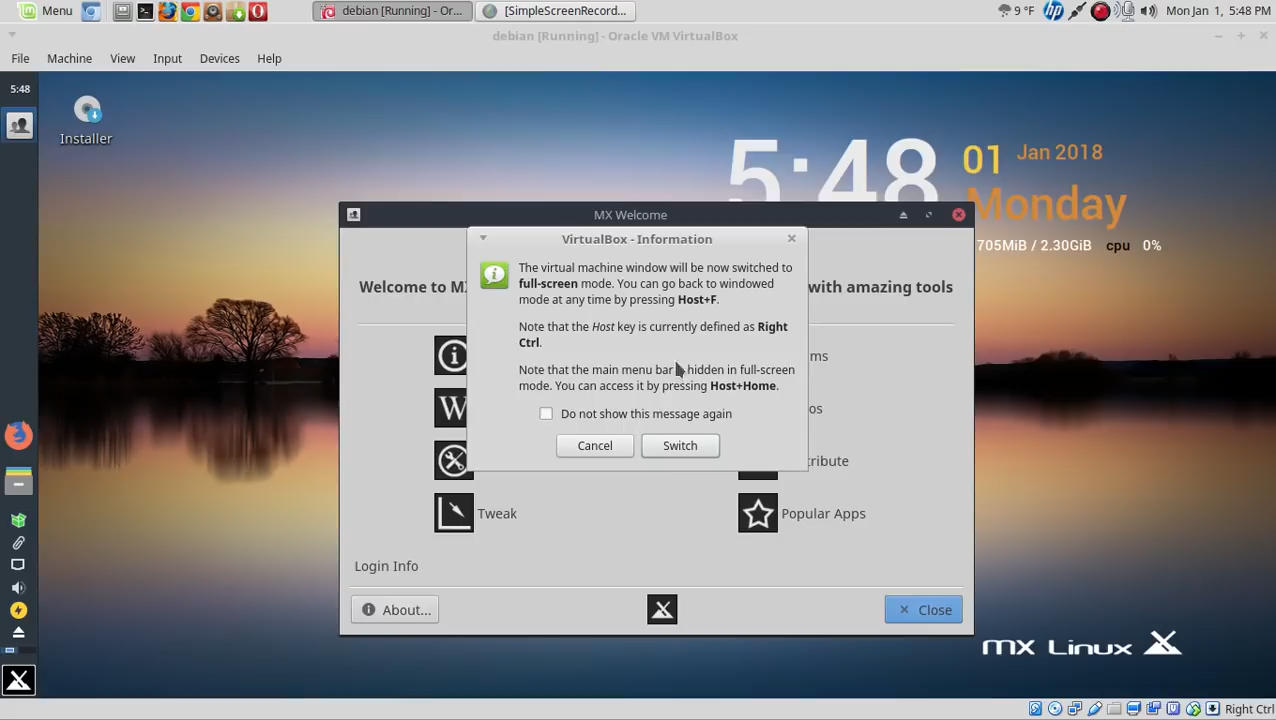 Menu
debian [Running] - Or...
[SimpleScreenRecord...
9 °F
Mon Jan 1, 5:48 PM
debian [Running] - Oracle VM VirtualBox
File Machine View Input Devices Help
5:48
Installer
5:48
01 Jan 2018
Monday
705MiB / 2.30GiB cpu 0%
MX Welcome
Welcome to MX
with amazing tools
VirtualBox - Information
The virtual machine window will be now switched to
full-screen mode. You can go back to windowed
mode at any time by pressing Host+F.
Note that the Host key is currently defined as Right
Ctrl.
Note that the main menu bar hidden in full-screen
mode. You can access it by pressing Host+Home.
Do not show this message again
Cancel Switch
Tweak
Popular Apps
Login Info
About...
Close
MX Linux
Right Ctrl